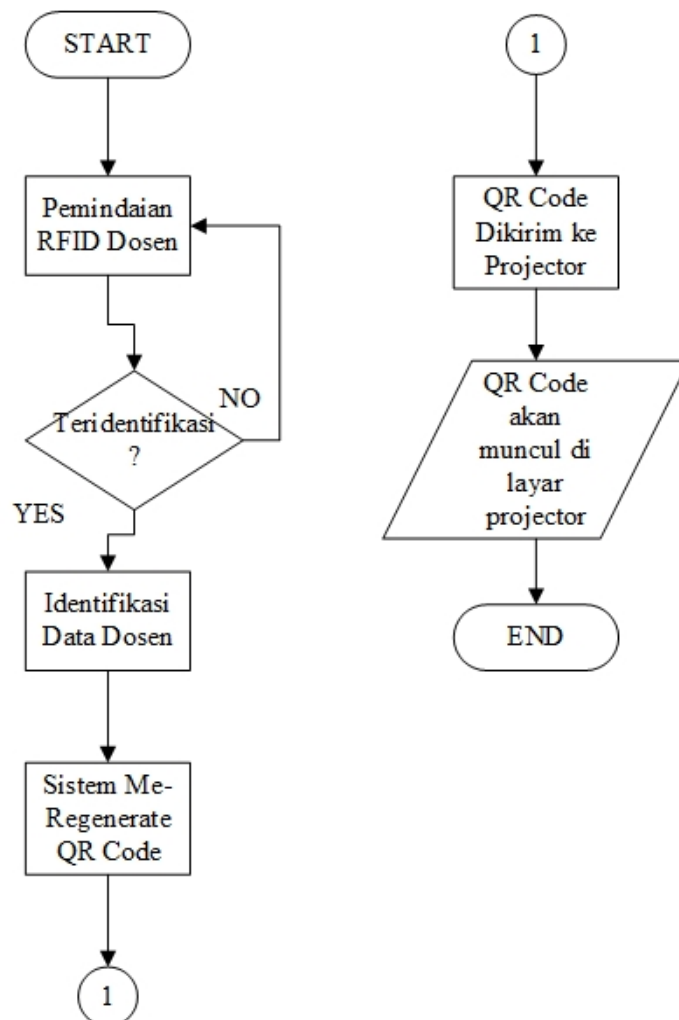 START
Pemindaian
RFID Dosen
Teridentifikasi
?
NO
YES
Identifikasi
Data Dosen
Sistem Me-
Regenerate
QR Code
1
1
QR Code
Dikirim ke
Projector
QR Code
akan
muncul di
layar
projector
END